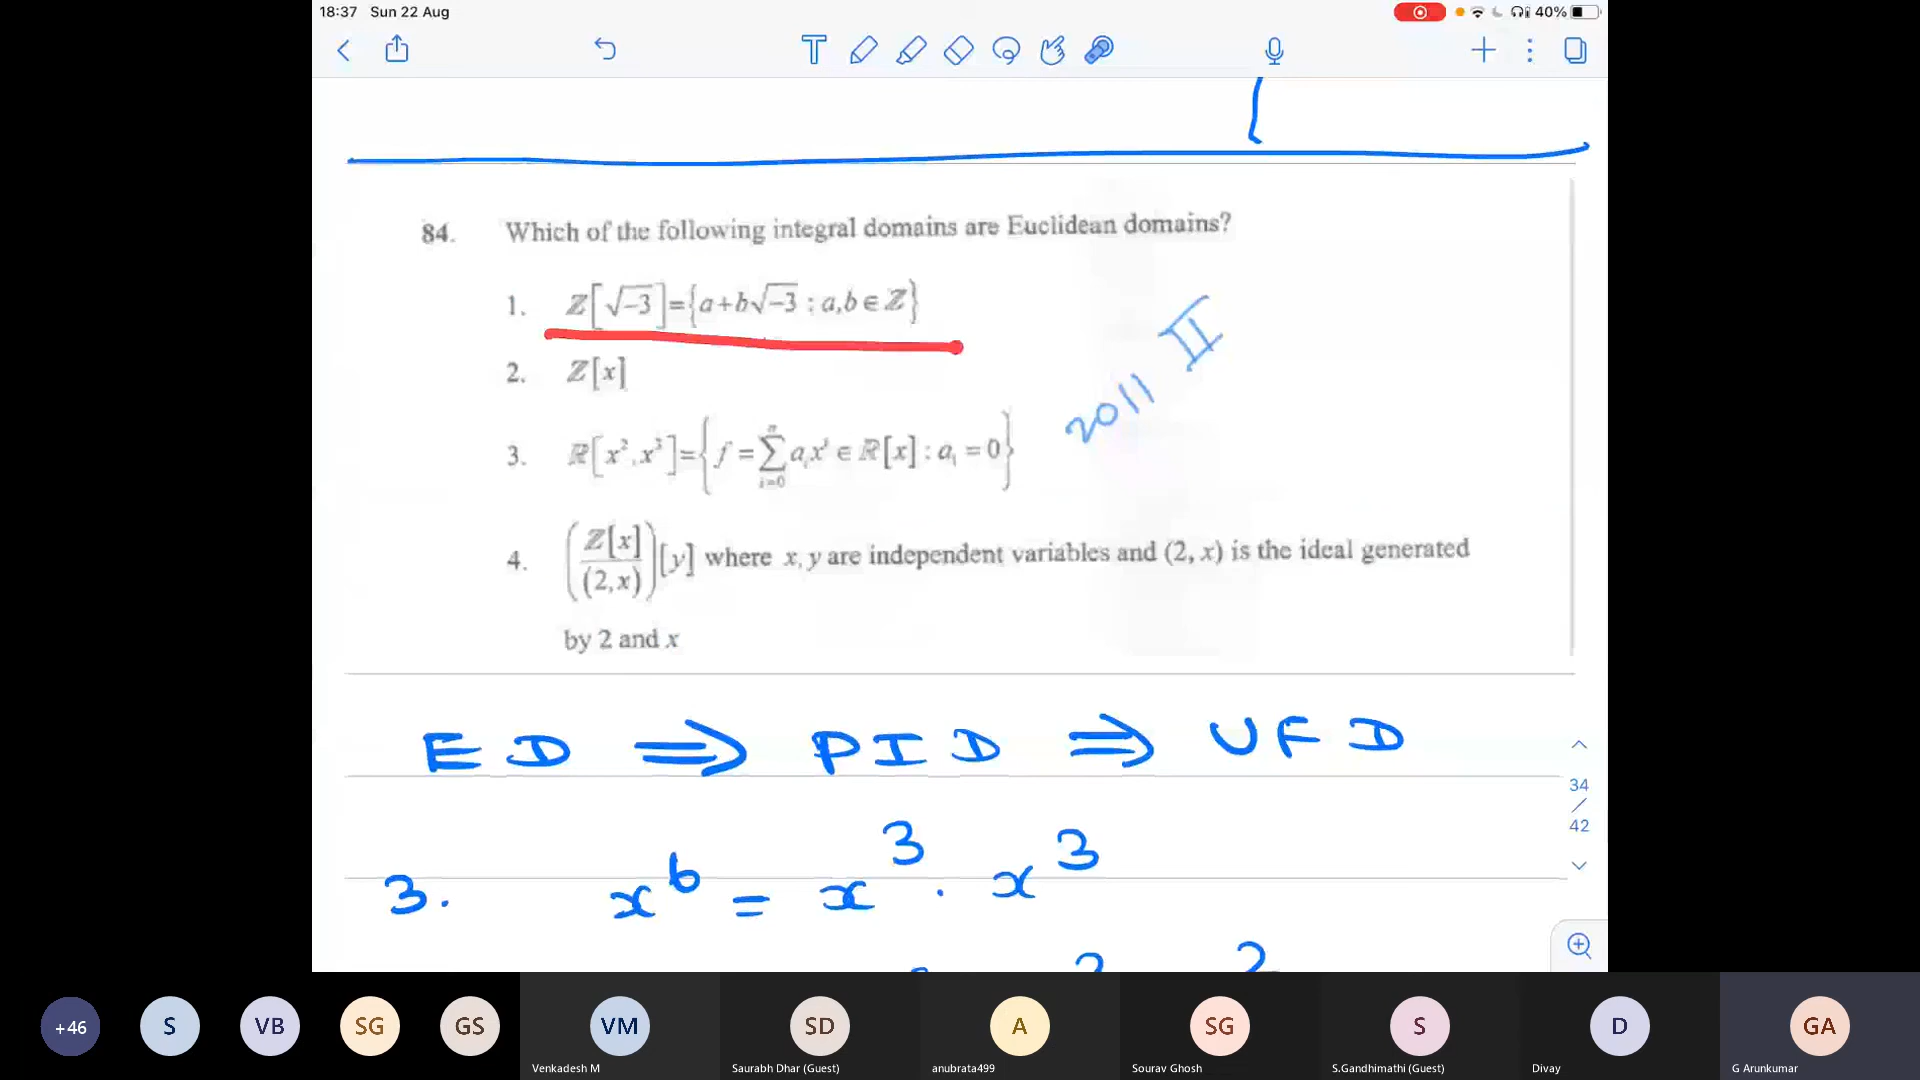 18:37 Sun 22 Aug
40%
84. Which of the following integral domains are Euclidean domains?
1. Z[√-3]={a+b√-3 : a,b ∈ Z}
2. Z[x]
2011 II
3. R[x²,x³]={f = ∑ᵢ₌₀ⁿ aᵢxⁱ ∈ R[x] : a₁ = 0}
4. (Z[x]/(2,x))[y] where x, y are independent variables and (2, x) is the ideal generated
by 2 and x
ED ⇒ PID ⇒ UFD
34
/
42
3. x⁶ = x³ . x³
2 2
+46 S VB SG GS VM SD A SG S D GA
Venkadesh M Saurabh Dhar (Guest) anubrata499 Sourav Ghosh S.Gandhimathi (Guest) Divay G Arunkumar